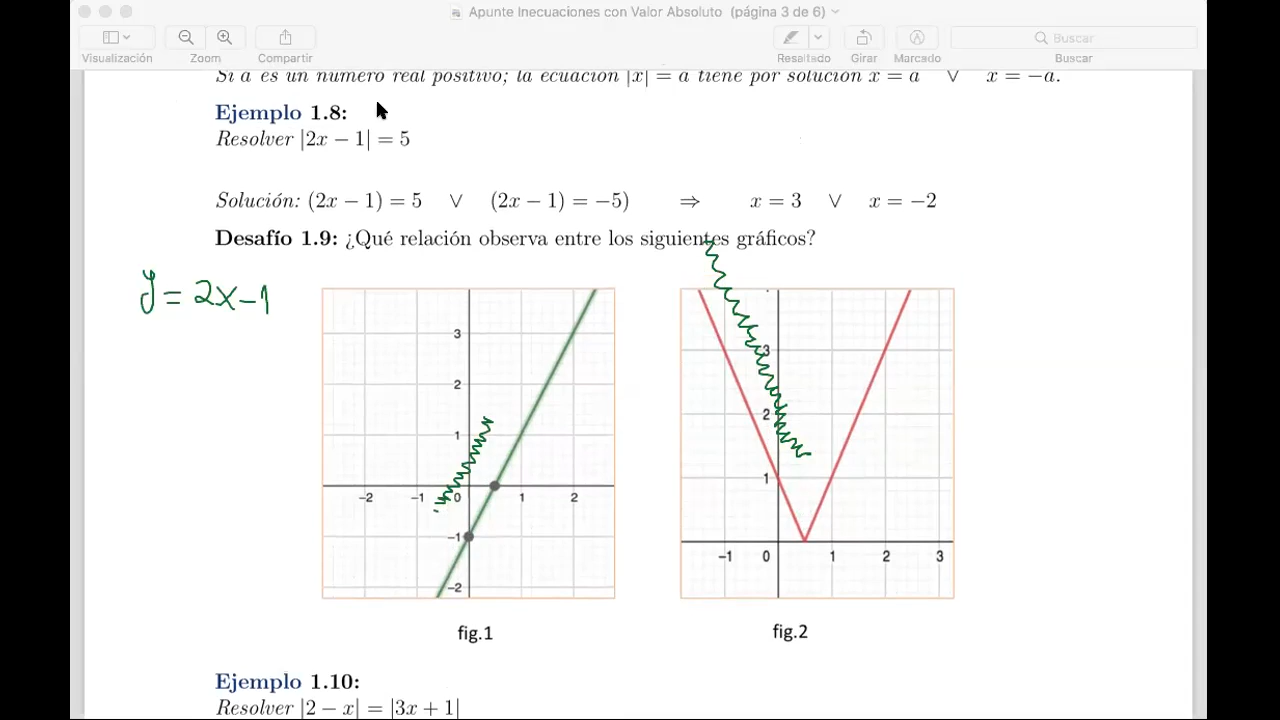 Apunte Inecuaciones con Valor Absoluto (página 3 de 6)
Visualización Zoom Compartir Resaltado Girar Marcado Buscar
Buscar
Si a es un número real positivo; la ecuación |x| = a tiene por solución x = a ∨ x = −a.
Ejemplo 1.8:
Resolver |2x − 1| = 5
Solución: (2x − 1) = 5 ∨ (2x − 1) = −5) ⇒ x = 3 ∨ x = −2
Desafío 1.9: ¿Qué relación observa entre los siguientes gráficos?
y = 2x-1
3
2
1
−2 −1 0 1 2
−1
−2
fig.1
3
2
1
−1 0 1 2 3
fig.2
Ejemplo 1.10:
Resolver |2 − x| = |3x + 1|